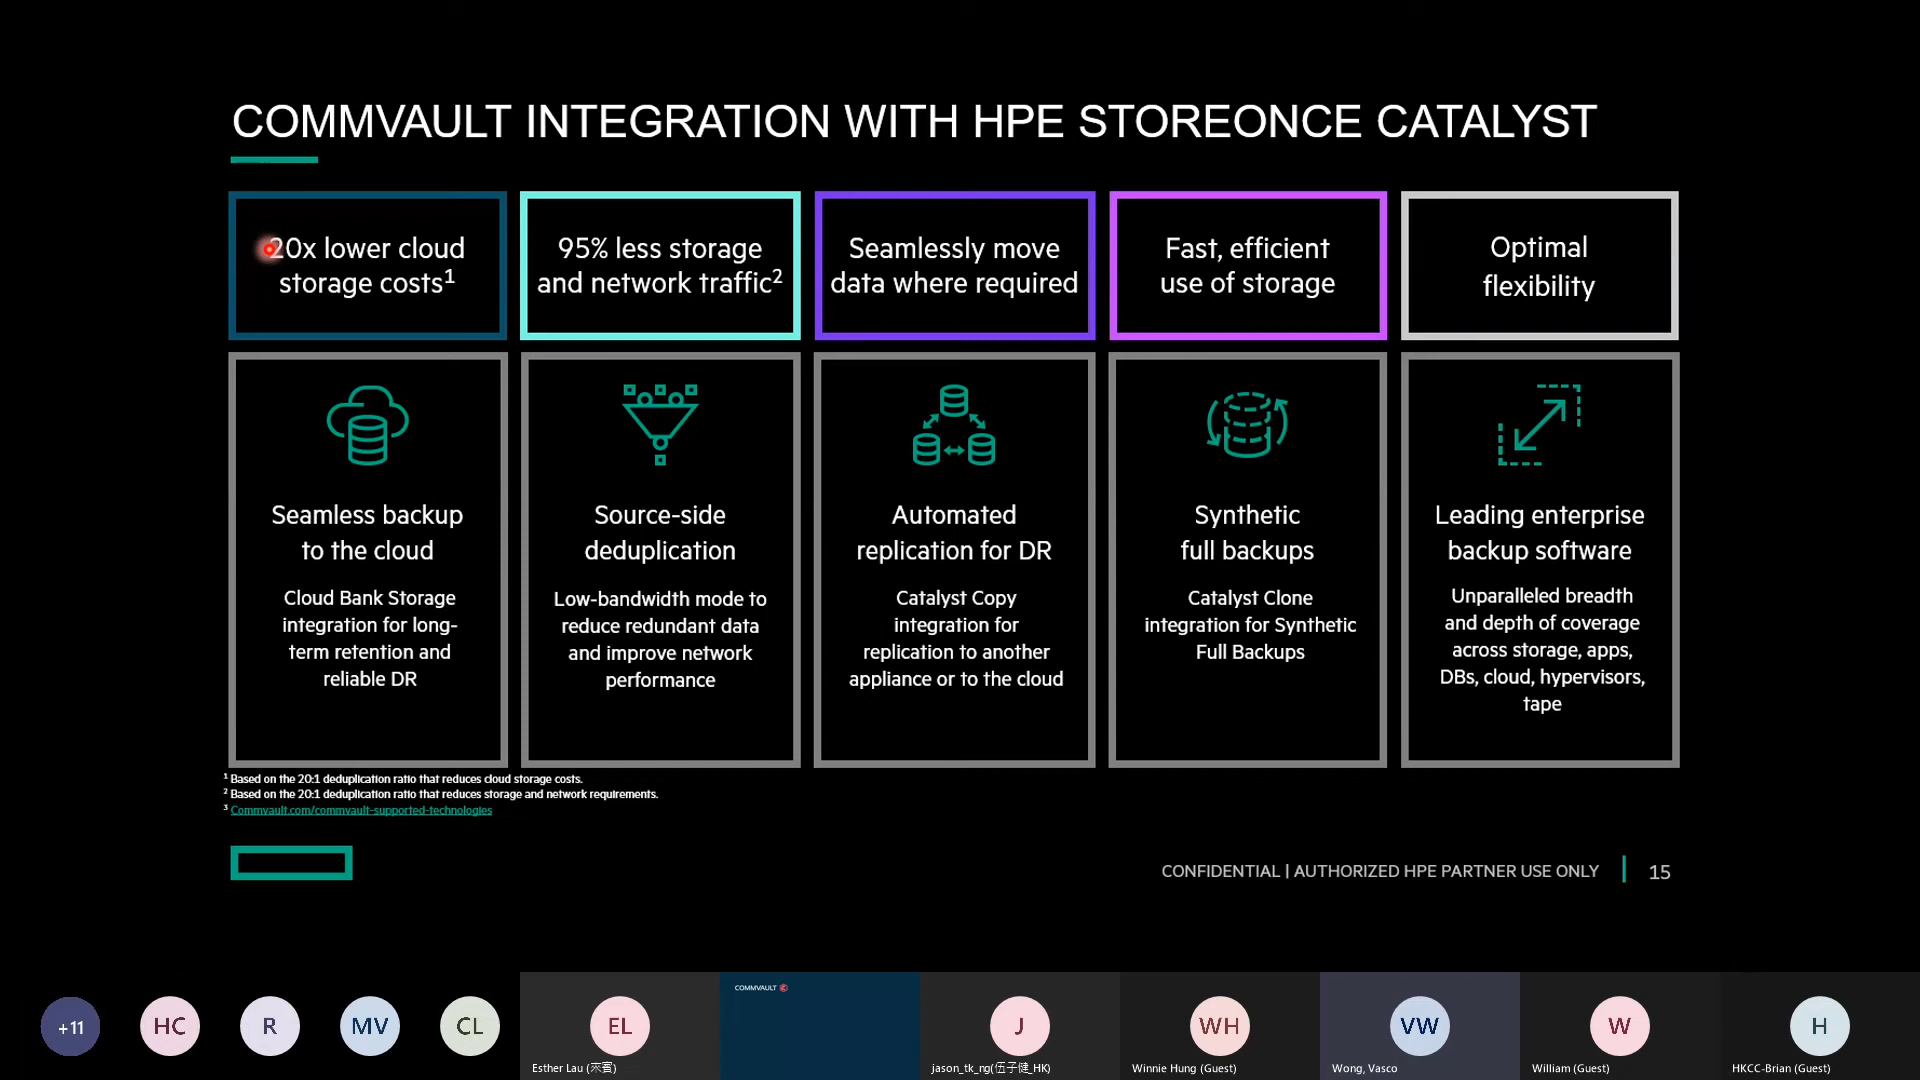 COMMVAULT INTEGRATION WITH HPE STOREONCE CATALYST
20x lower cloud
storage costs¹
95% less storage
and network traffic²
Seamlessly move
data where required
Fast, efficient
use of storage
Optimal
flexibility
Seamless backup
to the cloud
Cloud Bank Storage
integration for long-
term retention and
reliable DR
Source-side
deduplication
Low-bandwidth mode to
reduce redundant data
and improve network
performance
Automated
replication for DR
Catalyst Copy
integration for
replication to another
appliance or to the cloud
Synthetic
full backups
Catalyst Clone
integration for Synthetic
Full Backups
Leading enterprise
backup software
Unparalleled breadth
and depth of coverage
across storage, apps,
DBs, cloud, hypervisors,
tape
¹ Based on the 20:1 deduplication ratio that reduces cloud storage costs.
² Based on the 20:1 deduplication ratio that reduces storage and network requirements.
³ Commvault.com/commvault-supported-technologies
CONFIDENTIAL | AUTHORIZED HPE PARTNER USE ONLY
15
+11
HC
R
MV
CL
EL
Esther Lau (來賓)
COMMVAULT
J
jason_tk_ng(伍子健_HK)
WH
Winnie Hung (Guest)
VW
Wong, Vasco
W
William (Guest)
H
HKCC-Brian (Guest)